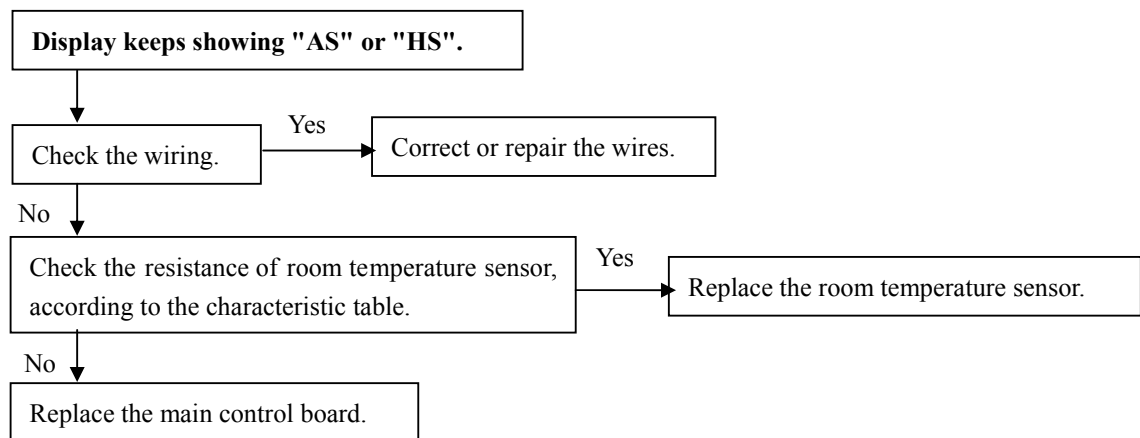 Display keeps showing "AS" or "HS".
Yes
Check the wiring.
Correct or repair the wires.
No
Check the resistance of room temperature sensor,
according to the characteristic table.
Yes
Replace the room temperature sensor.
No
Replace the main control board.